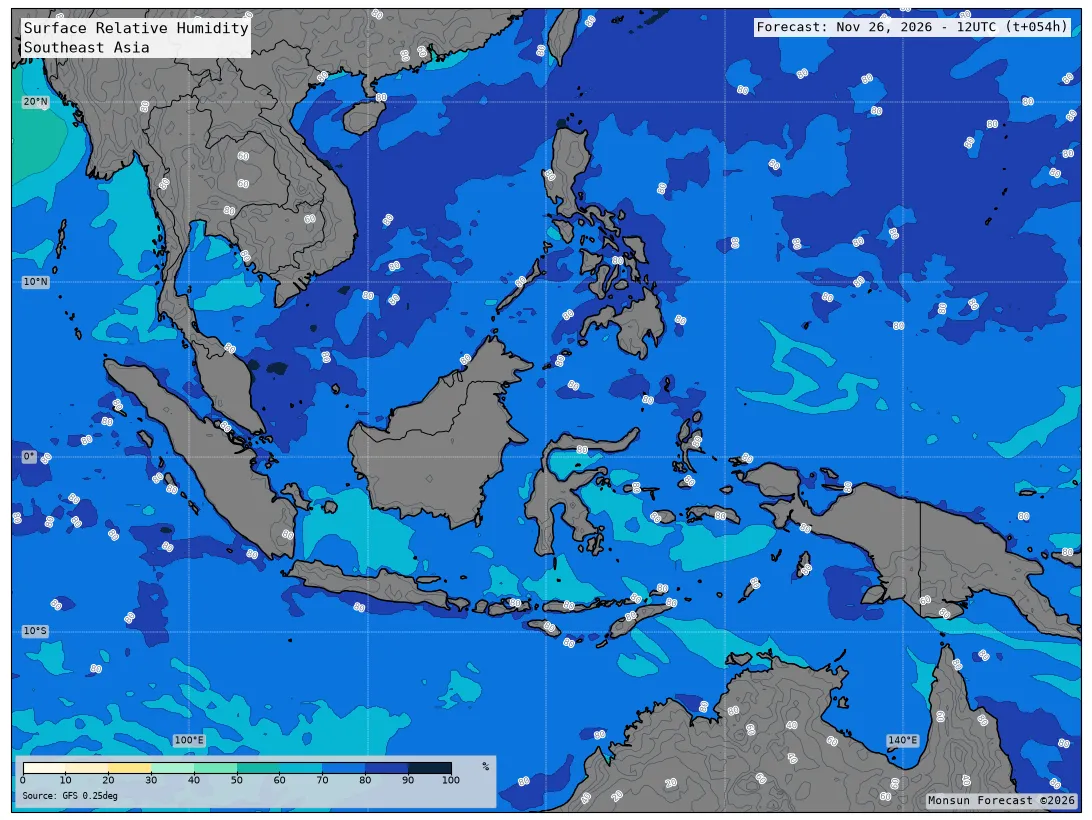 Surface Relative Humidity
Southeast Asia
Forecast: Nov 26, 2026 - 12UTC (t+054h)
20°N
10°N
0°
10°S
100°E
140°E
%
0 10 20 30 40 50 60 70 80 90 100
Source: GFS 0.25deg
Monsun Forecast ©2026